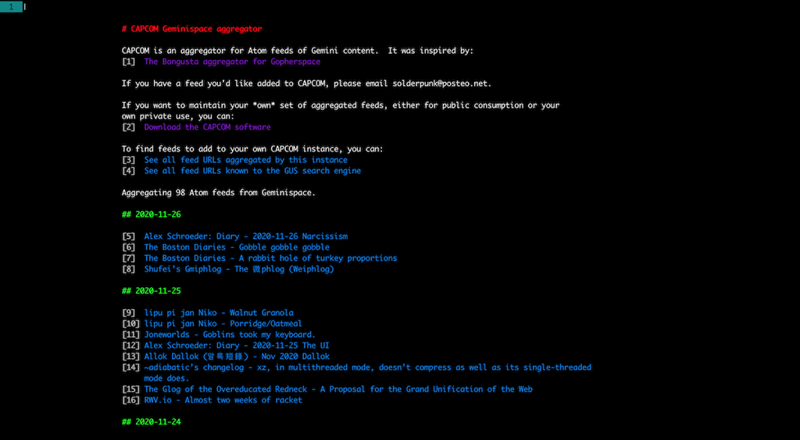 1
# CAPCOM Geminispace aggregator
CAPCOM is an aggregator for Atom feeds of Gemini content.  It was inspired by:
[1]  The Bongusta aggregator for Gopherspace
If you have a feed you'd like added to CAPCOM, please email solderpunk@posteo.net.
If you want to maintain your *own* set of aggregated feeds, either for public consumption or your
own private use, you can:
[2]  Download the CAPCOM software
To find feeds to add to your own CAPCOM instance, you can:
[3]  See all feed URLs aggregated by this instance
[4]  See all feed URLs known to the GUS search engine
Aggregating 98 Atom feeds from Geminispace.
## 2020-11-26
[5]  Alex Schroeder: Diary - 2020-11-26 Narcissism
[6]  The Boston Diaries - Gobble gobble gobble
[7]  The Boston Diaries - A rabbit hole of turkey proportions
[8]  Shufei's Gmiphlog - The 微phlog (Weiphlog)
## 2020-11-25
[9]  lipu pi jan Niko - Walnut Granola
[10] lipu pi jan Niko - Porridge/Oatmeal
[11] Joneworlds - Goblins took my keyboard.
[12] Alex Schroeder: Diary - 2020-11-25 The UI
[13] Allok Dallok (알록短錄) - Nov 2020 Dallok
[14] ~adiabatic's changelog - xz, in multithreaded mode, doesn't compress as well as its single-threaded
mode does.
[15] The Glog of the Overeducated Redneck - A Proposal for the Grand Unification of the Web
[16] RWV.io - Almost two weeks of racket
## 2020-11-24